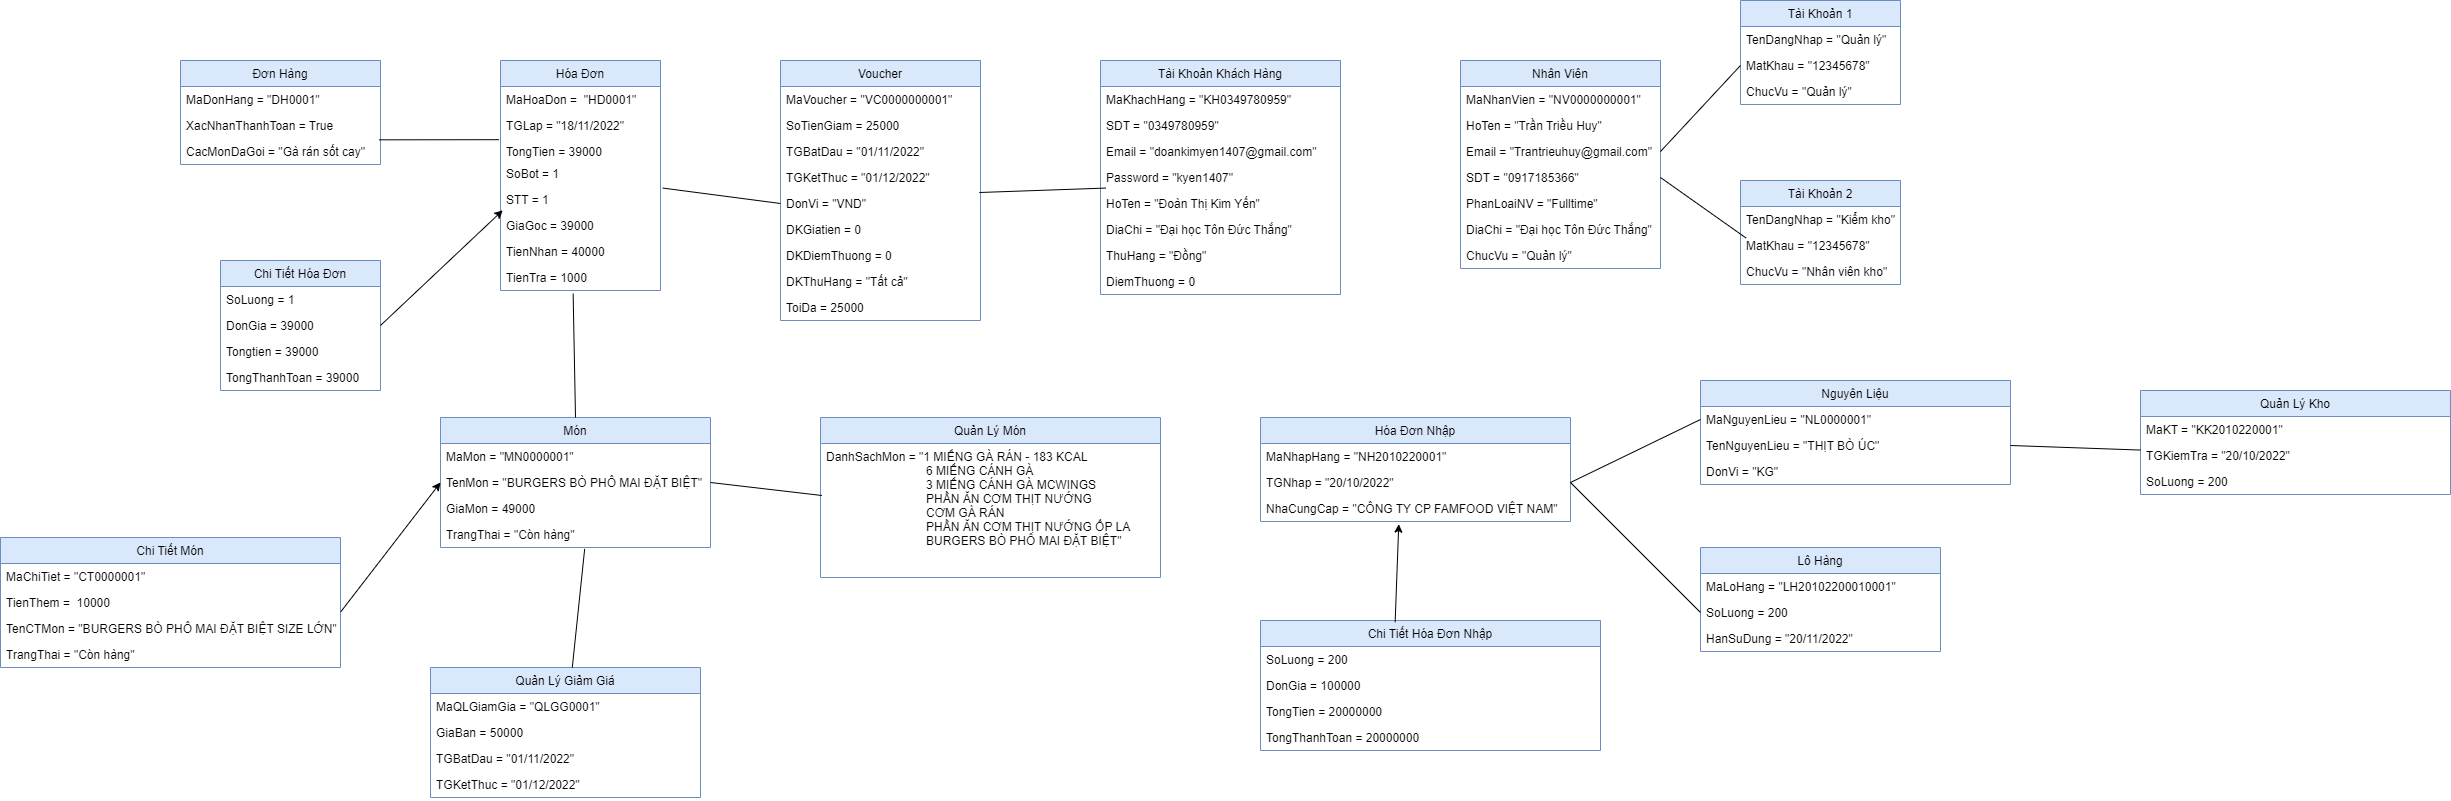 Đơn Hàng
MaDonHang = "DH0001"
XacNhanThanhToan = True
CacMonDaGoi = "Gà rán sốt cay"
Hóa Đơn
MaHoaDon =  "HD0001"
TGLap = "18/11/2022"
TongTien = 39000
SoBot = 1
STT = 1
GiaGoc = 39000
TienNhan = 40000
TienTra = 1000
Voucher
MaVoucher = "VC0000000001"
SoTienGiam = 25000
TGBatDau = "01/11/2022"
TGKetThuc = "01/12/2022"
DonVi = "VND"
DKGiatien = 0
DKDiemThuong = 0
DKThuHang = "Tất cả"
ToiDa = 25000
Tài Khoản Khách Hàng
MaKhachHang = "KH0349780959"
SDT = "0349780959"
Email = "doankimyen1407@gmail.com"
Password = "kyen1407"
HoTen = "Đoàn Thị Kim Yến"
DiaChi = "Đại học Tôn Đức Thắng"
ThuHang = "Đồng"
DiemThuong = 0
Nhân Viên
MaNhanVien = "NV0000000001"
HoTen = "Trần Triều Huy"
Email = "Trantrieuhuy@gmail.com"
SDT = "0917185366"
PhanLoaiNV = "Fulltime"
DiaChi = "Đại học Tôn Đức Thắng"
ChucVu = "Quản lý"
Tài Khoản 1
TenDangNhap = "Quản lý"
MatKhau = "12345678"
ChucVu = "Quản lý"
Tài Khoản 2
TenDangNhap = "Kiểm kho"
MatKhau = "12345678"
ChucVu = "Nhân viên kho"
Chi Tiết Hóa Đơn
SoLuong = 1
DonGia = 39000
Tongtien = 39000
TongThanhToan = 39000
Món
MaMon = "MN0000001"
TenMon = "BURGERS BÒ PHÔ MAI ĐẶT BIỆT"
GiaMon = 49000
TrangThai = "Còn hàng"
Quản Lý Món
DanhSachMon = "1 MIẾNG GÀ RÁN - 183 KCAL
6 MIẾNG CÁNH GÀ
3 MIẾNG CÁNH GÀ MCWINGS
PHẦN ĂN CƠM THỊT NƯỚNG
CƠM GÀ RÁN
PHẦN ĂN CƠM THỊT NƯỚNG ỐP LA
BURGERS BÒ PHÔ MAI ĐẶT BIỆT"
Hóa Đơn Nhập
MaNhapHang = "NH2010220001"
TGNhap = "20/10/2022"
NhaCungCap = "CÔNG TY CP FAMFOOD VIỆT NAM"
Nguyên Liệu
MaNguyenLieu = "NL0000001"
TenNguyenLieu = "THỊT BÒ ÚC"
DonVi = "KG"
Quản Lý Kho
MaKT = "KK2010220001"
TGKiemTra = "20/10/2022"
SoLuong = 200
Chi Tiết Món
MaChiTiet = "CT0000001"
TienThem =  10000
TenCTMon = "BURGERS BÒ PHÔ MAI ĐẶT BIỆT SIZE LỚN"
TrangThai = "Còn hàng"
Lô Hàng
MaLoHang = "LH20102200010001"
SoLuong = 200
HanSuDung = "20/11/2022"
Quản Lý Giảm Giá
MaQLGiamGia = "QLGG0001"
GiaBan = 50000
TGBatDau = "01/11/2022"
TGKetThuc = "01/12/2022"
Chi Tiết Hóa Đơn Nhập
SoLuong = 200
DonGia = 100000
TongTien = 20000000
TongThanhToan = 20000000